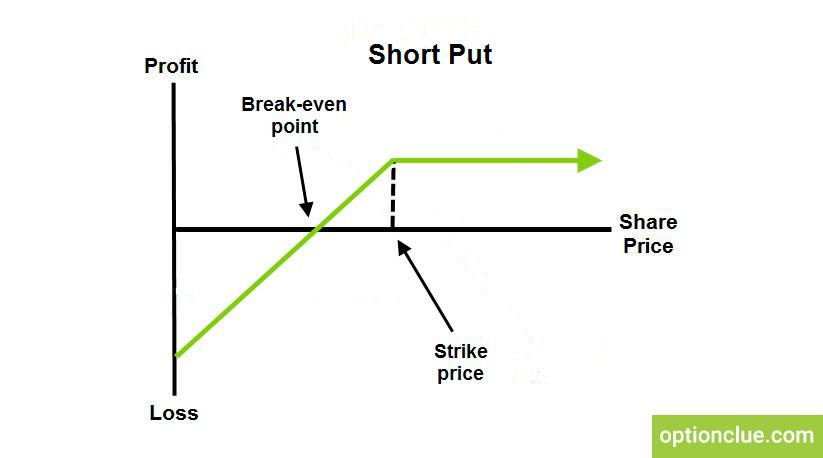 Short Put
Profit
Break-even
point
Share
Price
Strike
price
Loss
optionclue.com